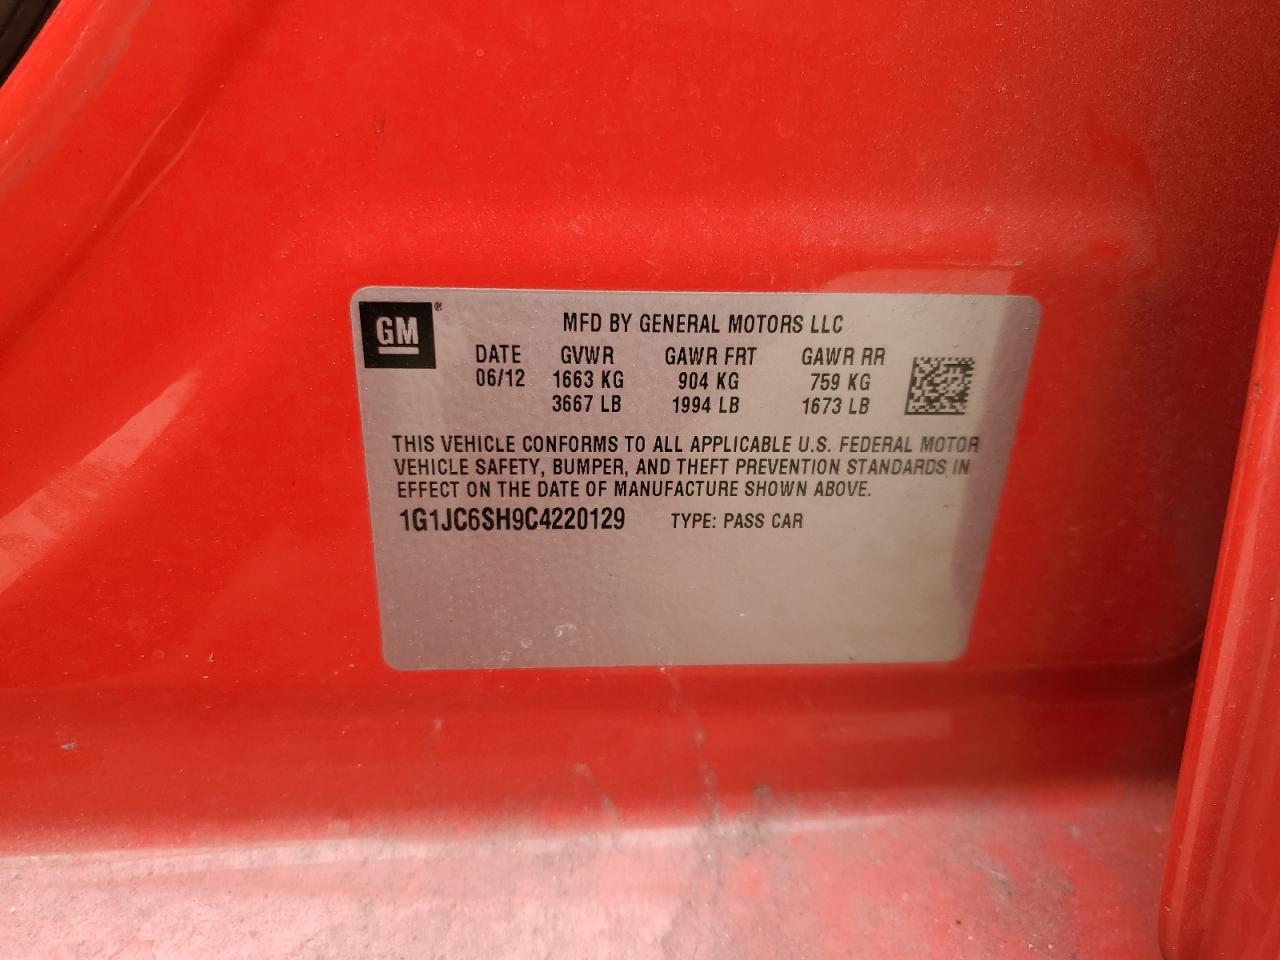 GM ®
MFD BY GENERAL MOTORS LLC
DATE GVWR GAWR FRT GAWR RR
06/12 1663 KG 904 KG 759 KG
3667 LB 1994 LB 1673 LB
THIS VEHICLE CONFORMS TO ALL APPLICABLE U.S. FEDERAL MOTOR
VEHICLE SAFETY, BUMPER, AND THEFT PREVENTION STANDARDS IN
EFFECT ON THE DATE OF MANUFACTURE SHOWN ABOVE.
1G1JC6SH9C4220129 TYPE: PASS CAR